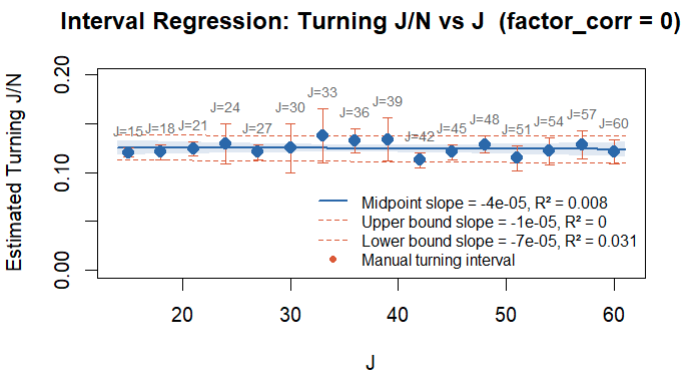 Interval Regression: Turning J/N vs J (factor_corr = 0)
Estimated Turning J/N
0.20
0.10
0.00
J=15
J=18
J=21
J=24
J=27
J=30
J=33
J=36
J=39
J=42
J=45
J=48
J=51
J=54
J=57
J=60
Midpoint slope = -4e-05, R² = 0.008
Upper bound slope = -1e-05, R² = 0
Lower bound slope = -7e-05, R² = 0.031
Manual turning interval
20
30
40
50
60
J